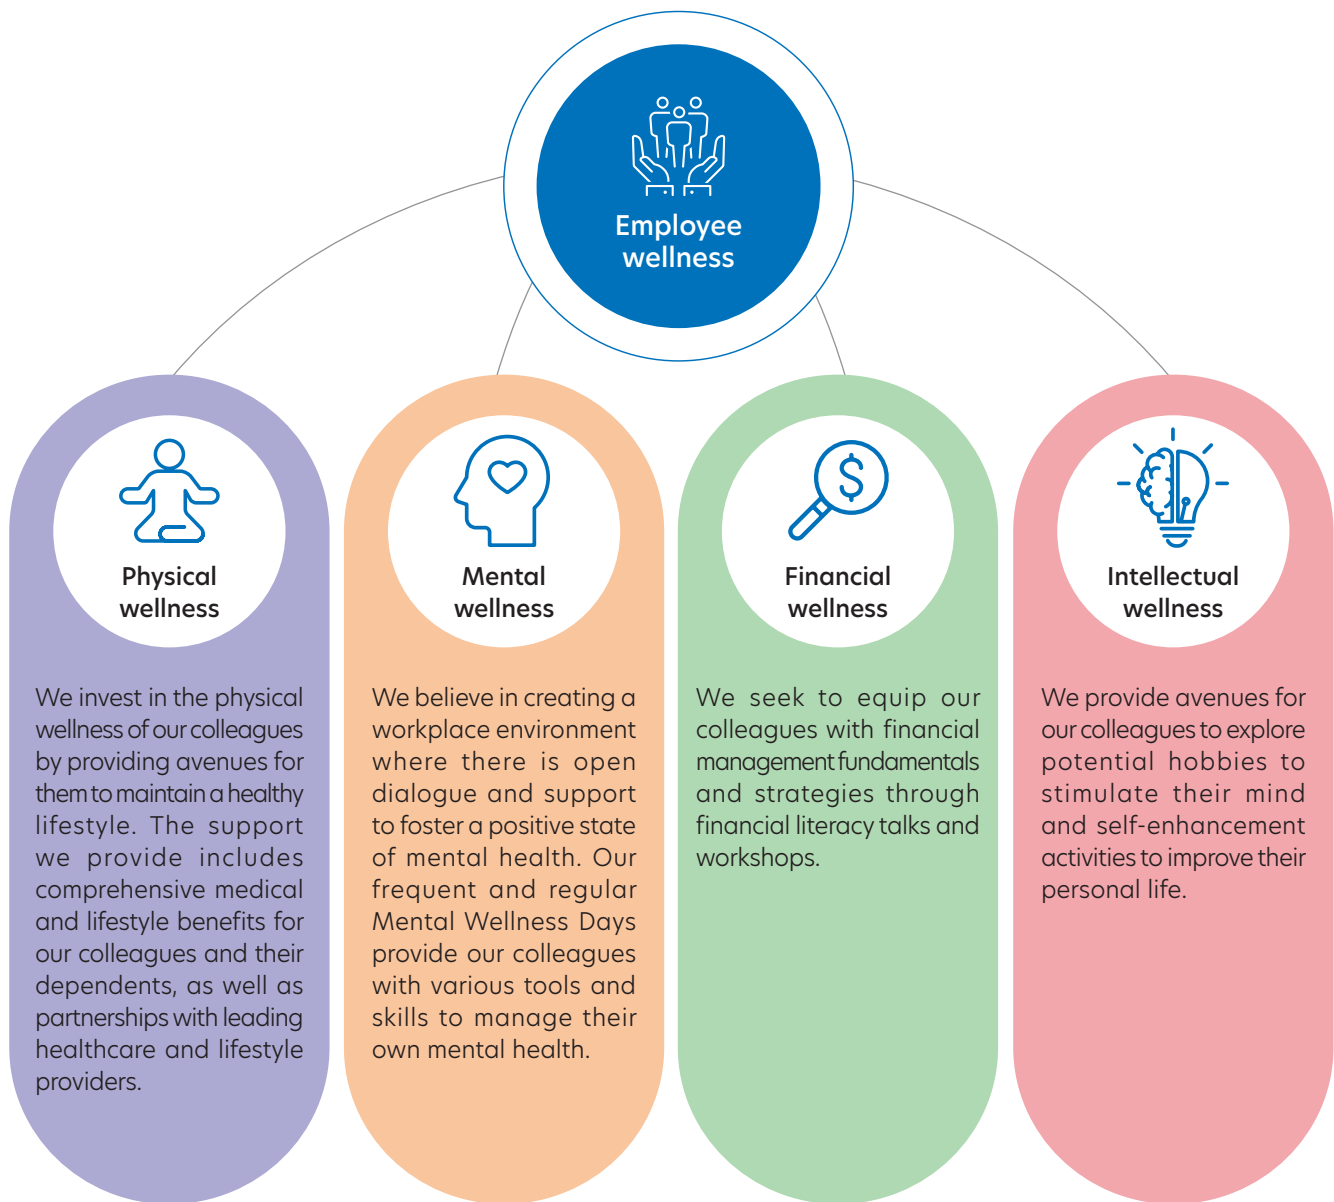 Employee
wellness
Physical
wellness
We invest in the physical
wellness of our colleagues
by providing avenues for
them to maintain a healthy
lifestyle. The support
we provide includes
comprehensive medical
and lifestyle benefits for
our colleagues and their
dependents, as well as
partnerships with leading
healthcare and lifestyle
providers.
Mental
wellness
We believe in creating a
workplace environment
where there is open
dialogue and support
to foster a positive state
of mental health. Our
frequent and regular
Mental Wellness Days
provide our colleagues
with various tools and
skills to manage their
own mental health.
Financial
wellness
We seek to equip our
colleagues with financial
management fundamentals
and strategies through
financial literacy talks and
workshops.
Intellectual
wellness
We provide avenues for
our colleagues to explore
potential hobbies to
stimulate their mind
and self-enhancement
activities to improve their
personal life.